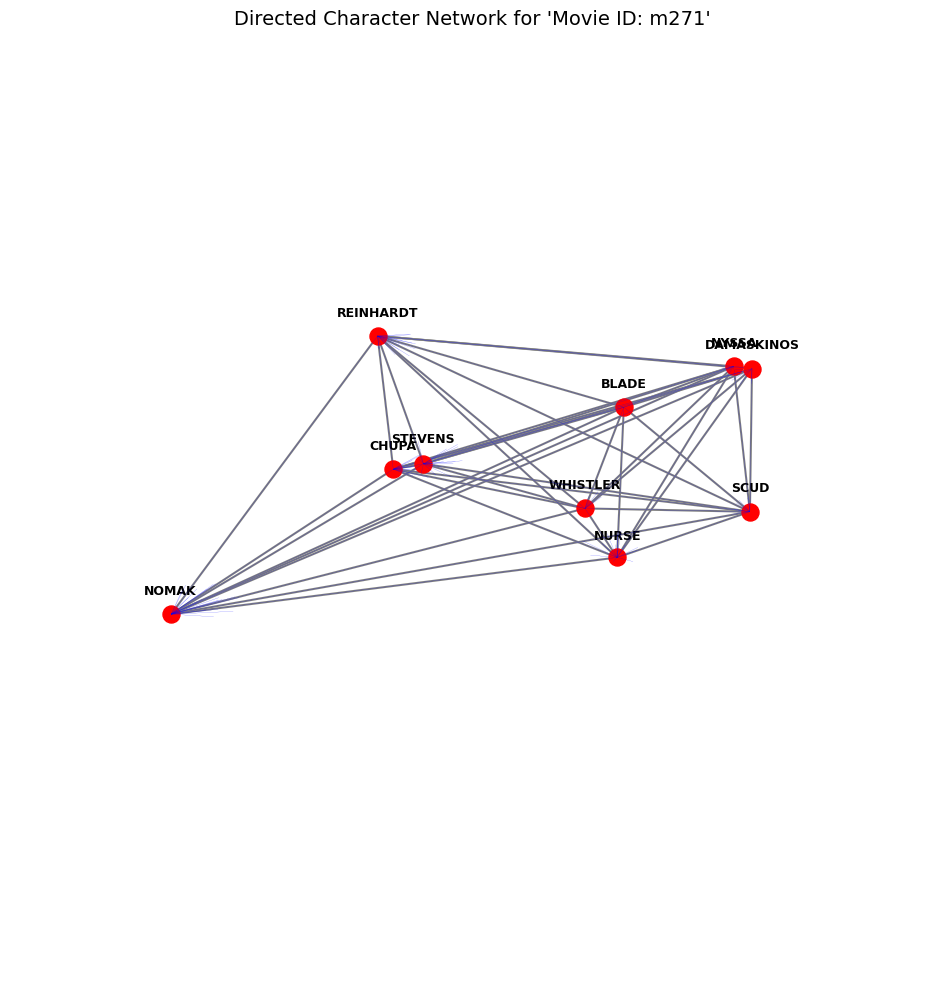 Directed Character Network for 'Movie ID: m271'
REINHARDT
NYSSA
DAMASKINOS
BLADE
STEVENS
CHUPA
WHISTLER
SCUD
NURSE
NOMAK